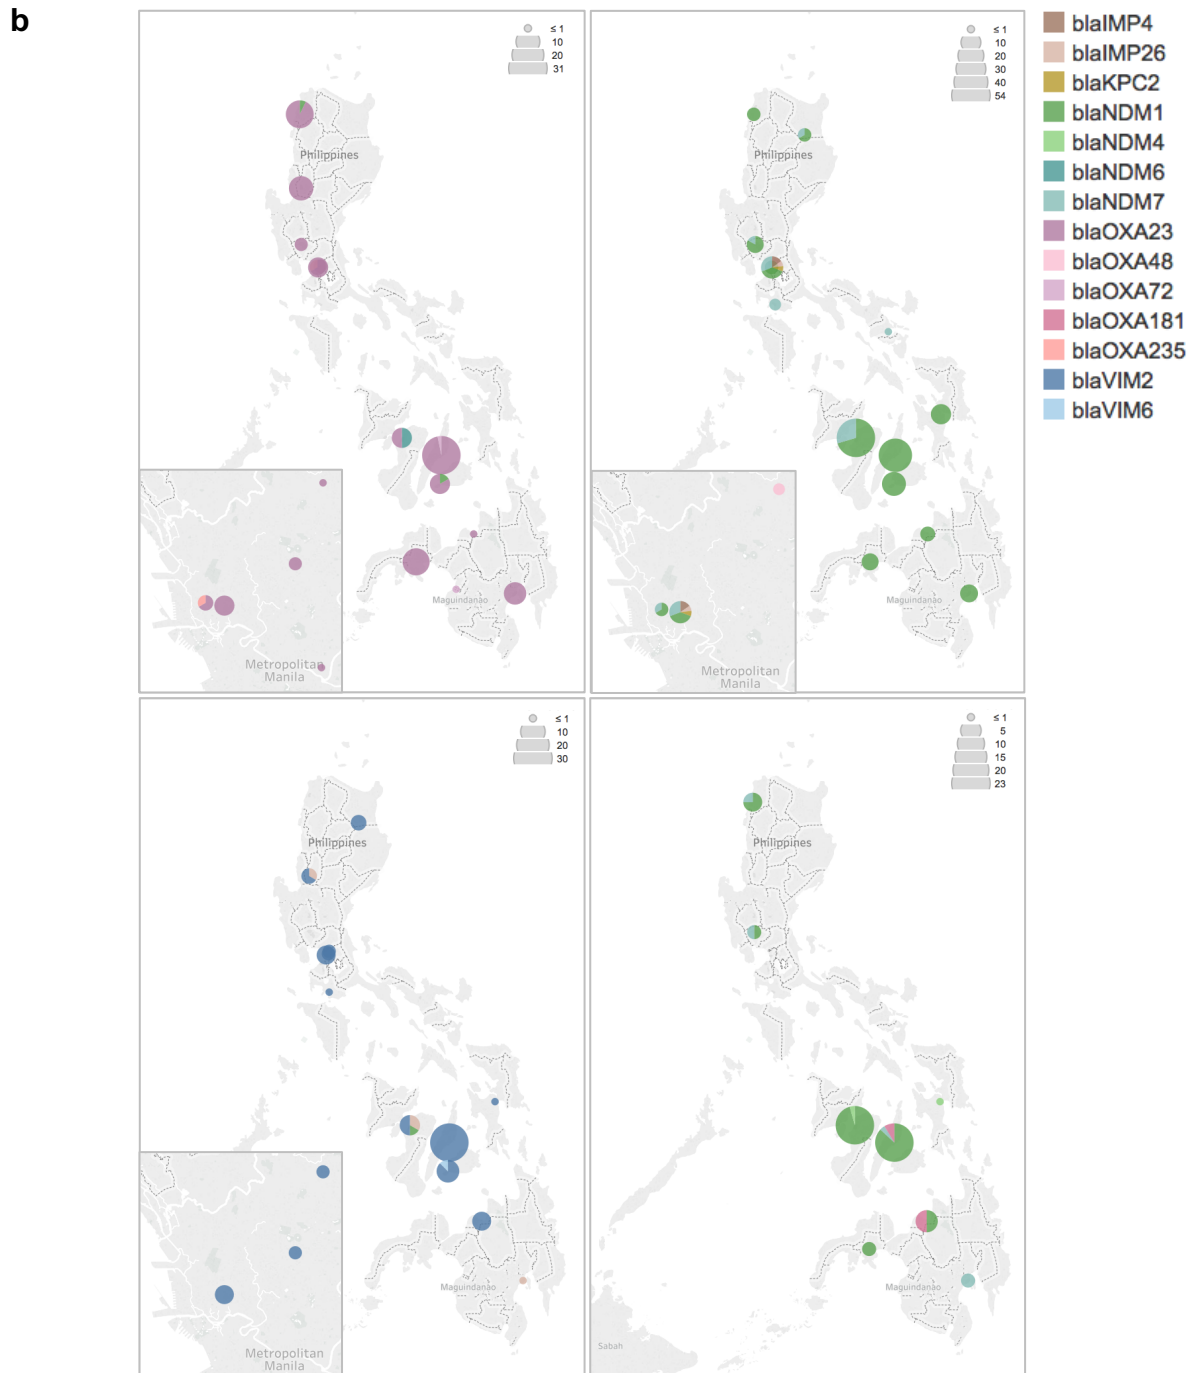 b
≤ 1
10
20
31
Philippines
Maguindanao
Metropolitan
Manila
≤ 1
10
20
30
40
54
Philippines
Maguindanao
Metropolitan
Manila
blaIMP4
blaIMP26
blaKPC2
blaNDM1
blaNDM4
blaNDM6
blaNDM7
blaOXA23
blaOXA48
blaOXA72
blaOXA181
blaOXA235
blaVIM2
blaVIM6
≤ 1
10
20
30
Philippines
Maguindanao
Metropolitan
Manila
≤ 1
5
10
15
20
23
Philippines
Maguindanao
Sabah